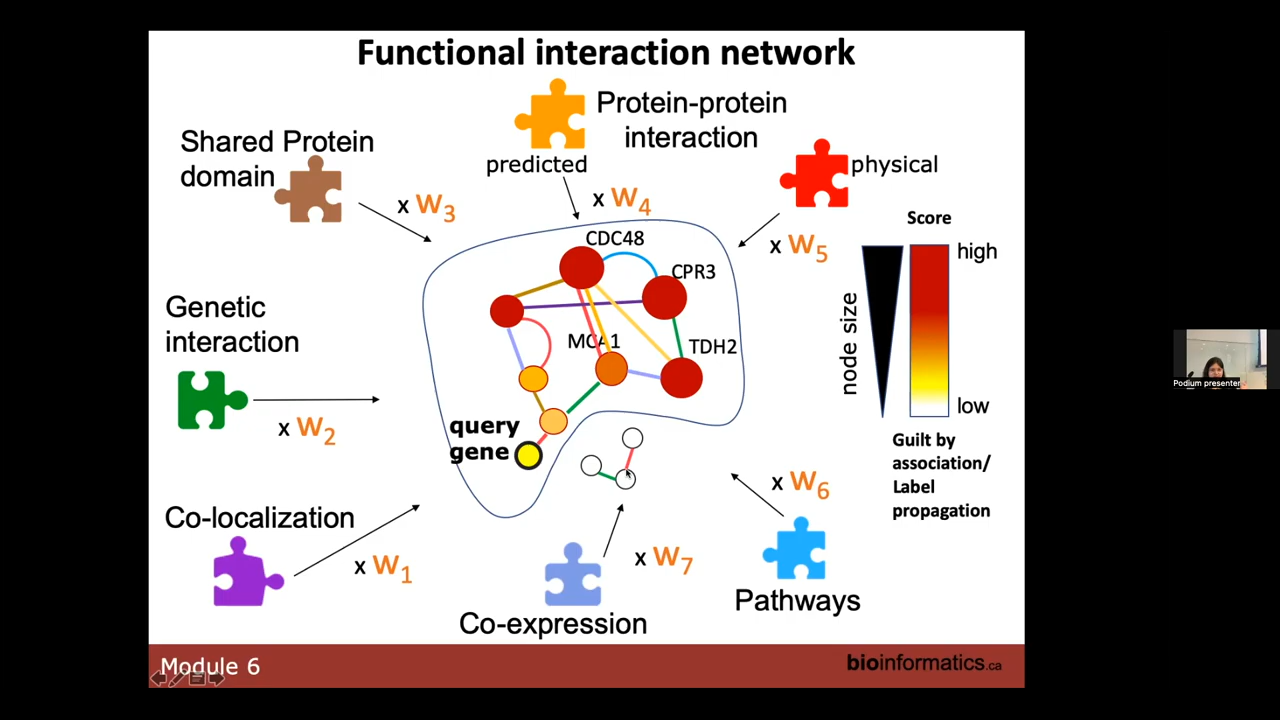 Functional interaction network
Shared Protein
domain
x W3
Protein-protein
interaction
predicted
x W4
physical
x W5
Score
high
low
node size
Guilt by
association/
Label
propagation
CDC48
CPR3
MCA1
TDH2
query
gene
Genetic
interaction
x W2
Co-localization
x W1
Co-expression
x W7
x W6
Pathways
Module 6
bioinformatics.ca
Podium presenter